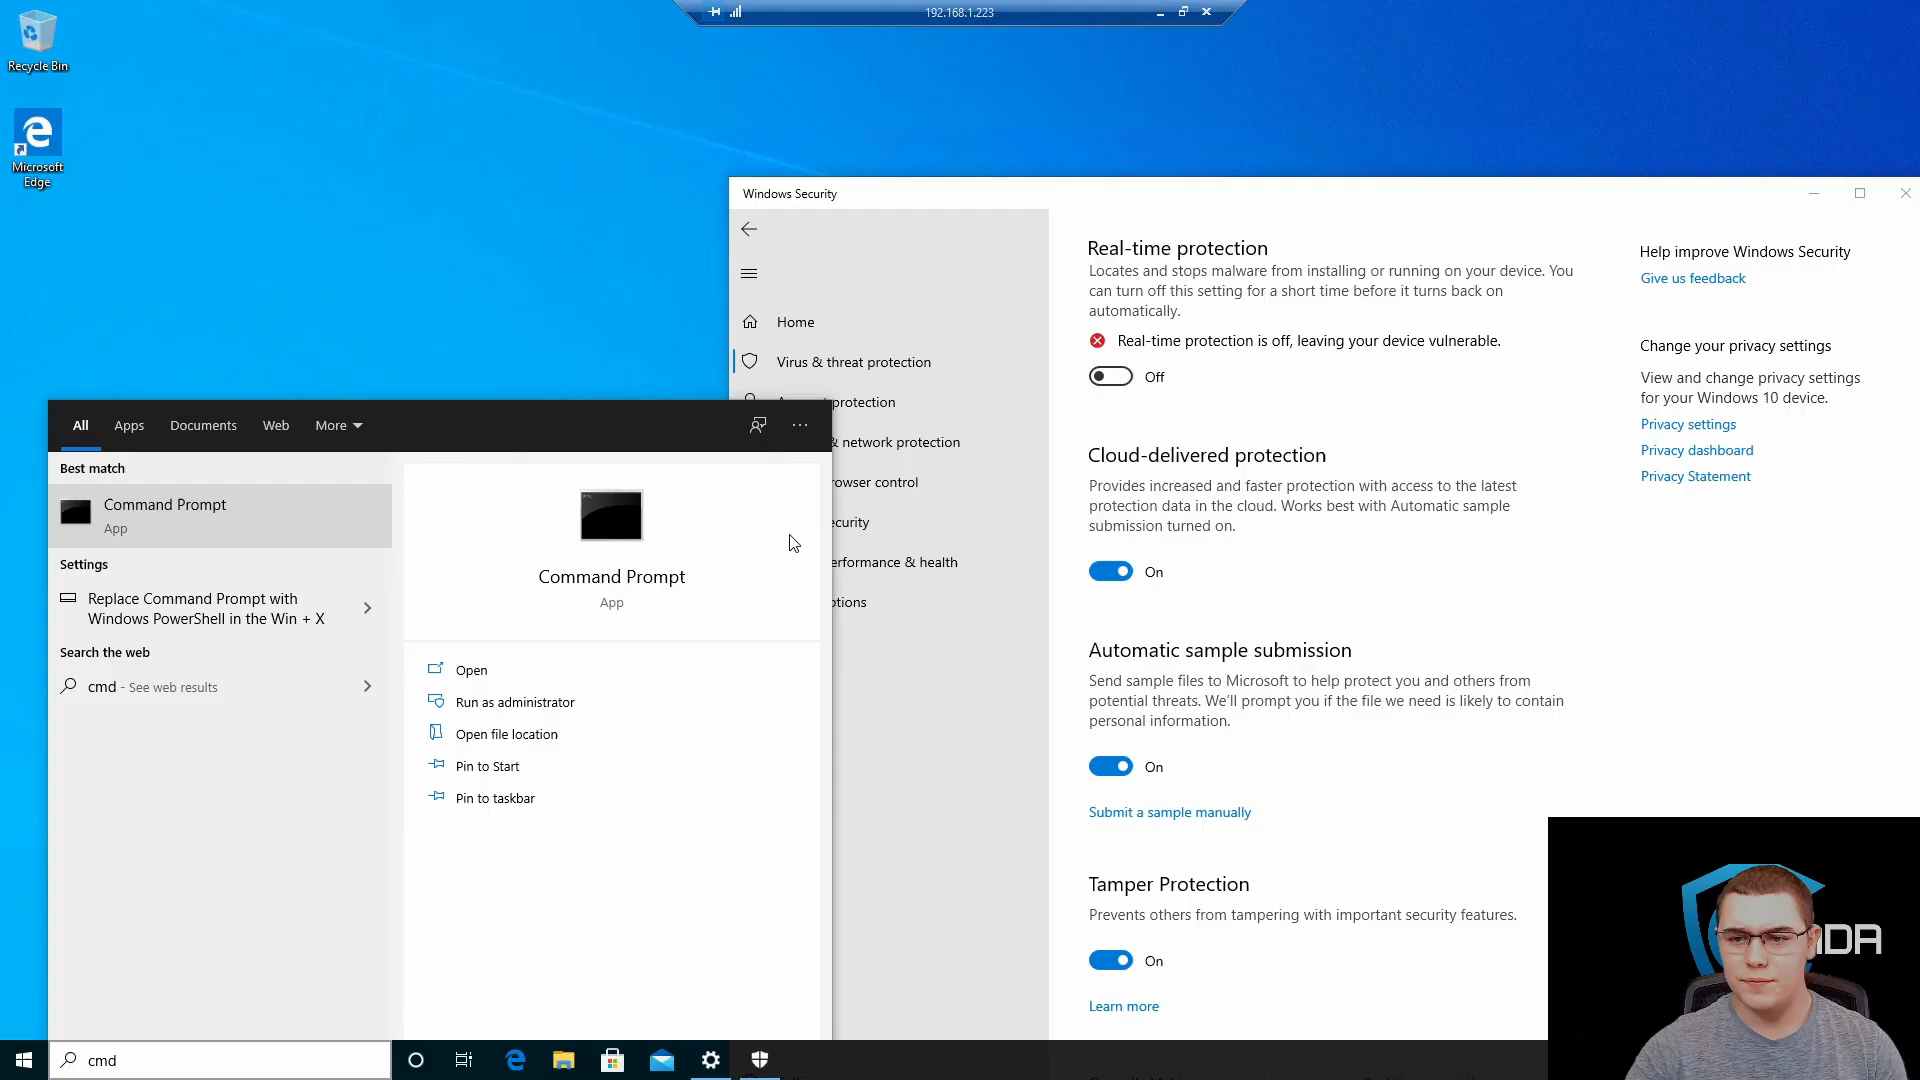 192.168.1.223
Recycle Bin
Microsoft
Edge
Windows Security
Home
Virus & threat protection
protection
& network protection
rowser control
ecurity
erformance & health
ptions
Real-time protection
Locates and stops malware from installing or running on your device. You
can turn off this setting for a short time before it turns back on
automatically.
Real-time protection is off, leaving your device vulnerable.
Off
Cloud-delivered protection
Provides increased and faster protection with access to the latest
protection data in the cloud. Works best with Automatic sample
submission turned on.
On
Automatic sample submission
Send sample files to Microsoft to help protect you and others from
potential threats. We'll prompt you if the file we need is likely to contain
personal information.
On
Submit a sample manually
Tamper Protection
Prevents others from tampering with important security features.
On
Learn more
Help improve Windows Security
Give us feedback
Change your privacy settings
View and change privacy settings
for your Windows 10 device.
Privacy settings
Privacy dashboard
Privacy Statement
All
Apps
Documents
Web
More
Best match
Command Prompt
App
Settings
Replace Command Prompt with
Windows PowerShell in the Win + X
Search the web
cmd - See web results
Command Prompt
App
Open
Run as administrator
Open file location
Pin to Start
Pin to taskbar
cmd
IDA